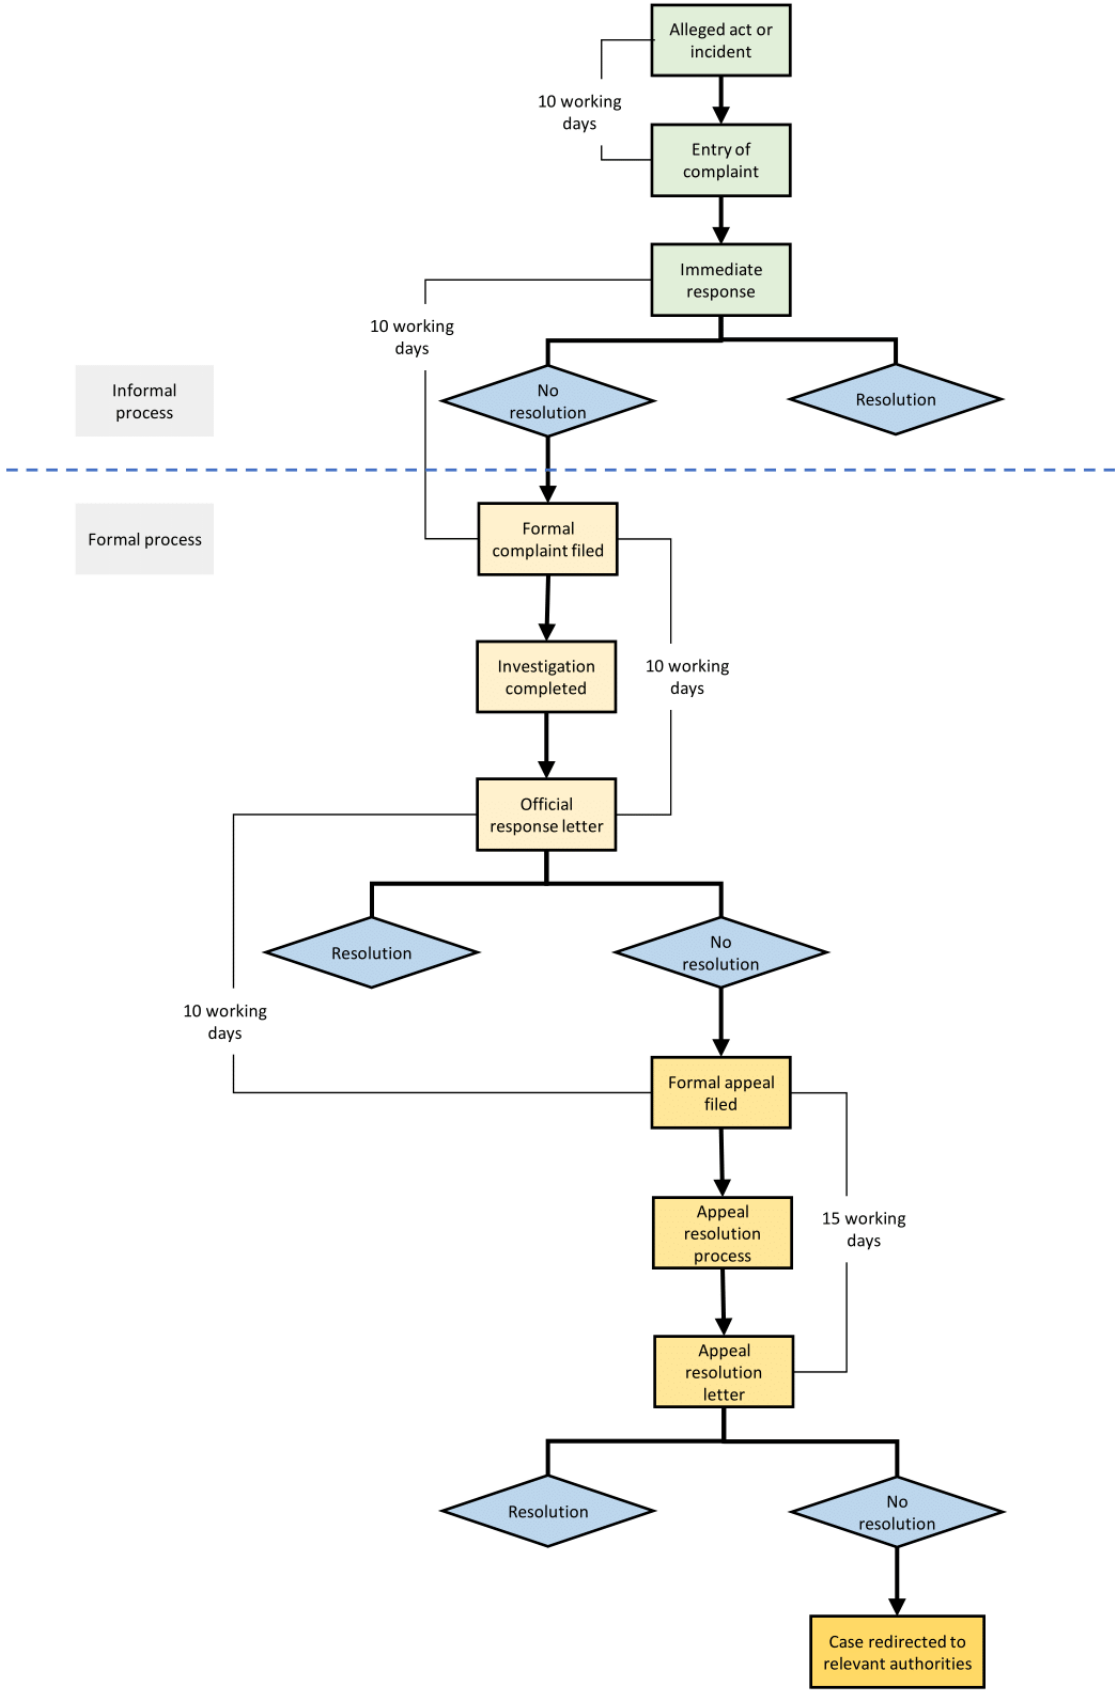 Alleged act or
incident
10 working
days
Entry of
complaint
Immediate
response
10 working
days
Informal
process
No
resolution
Resolution
Formal process
Formal
complaint filed
Investigation
completed
10 working
days
Official
response letter
Resolution
No
resolution
10 working
days
Formal appeal
filed
Appeal
resolution
process
15 working
days
Appeal
resolution
letter
Resolution
No
resolution
Case redirected to
relevant authorities